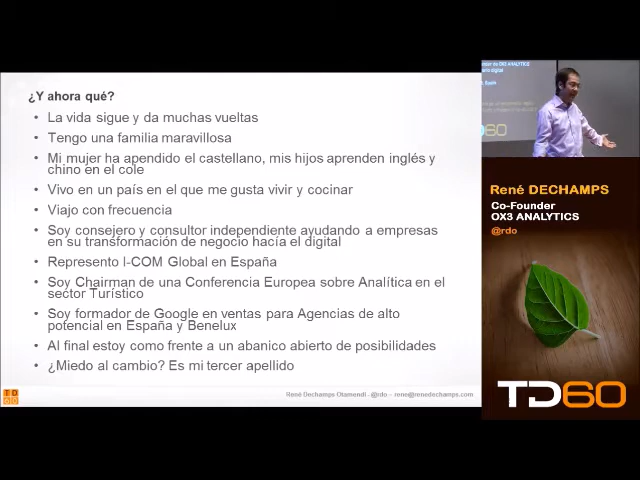 ¿Y ahora qué?
• La vida sigue y da muchas vueltas
• Tengo una familia maravillosa
• Mi mujer ha apendido el castellano, mis hijos aprenden inglés y
chino en el cole
• Vivo en un país en el que me gusta vivir y cocinar
• Viajo con frecuencia
• Soy consejero y consultor independiente ayudando a empresas
en su transformación de negocio hacía el digital
• Represento I-COM Global en España
• Soy Chairman de una Conferencia Europea sobre Analítica en el
sector Turístico
• Soy formador de Google en ventas para Agencias de alto
potencial en España y Benelux
• Al final estoy como frente a un abanico abierto de posibilidades
• ¿Miedo al cambio? Es mi tercer apellido
TD
60
René Dechamps Otamendi - @rdo – rene@renedechamps.com
TD60
René DECHAMPS
Co-Founder
OX3 ANALYTICS
@rdo
TD60